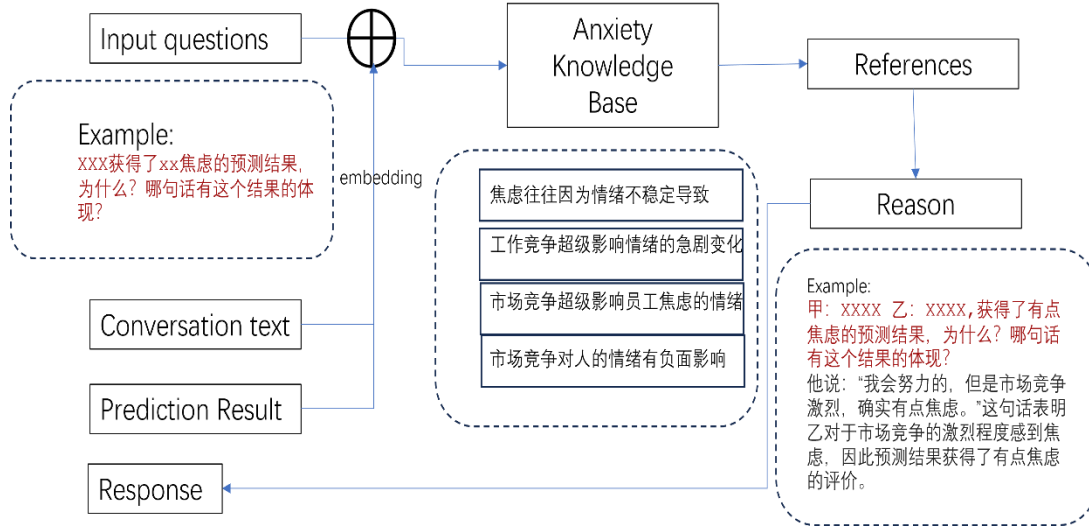 Input questions
Anxiety
Knowledge
Base
References
Example:
XXX获得了xx焦虑的预测结果，
为什么？哪句话有这个结果的体
现？
embedding
焦虑往往因为情绪不稳定导致
工作竞争超级影响情绪的急剧变化
市场竞争超级影响员工焦虑的情绪
市场竞争对人的情绪有负面影响
Reason
Conversation text
Prediction Result
Response
Example:
甲：XXXX 乙：XXXX,获得了有点
焦虑的预测结果，为什么？哪句话
有这个结果的体现？
他说：“我会努力的，但是市场竞争
激烈，确实有点焦虑。”这句话表明
乙对于市场竞争的激烈程度感到焦
虑，因此预测结果获得了有点焦虑
的评价。